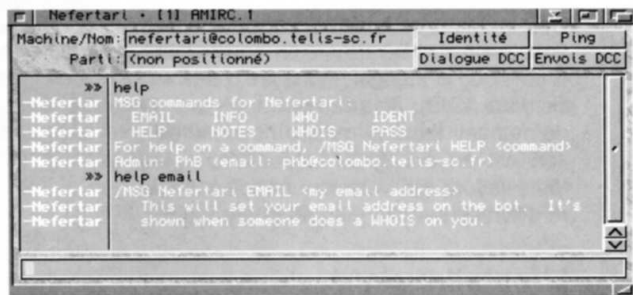 Nefertari • [1] AMIRC.1
Machine/Nom: nefertari@colombo.telis-sc.fr Identité Ping
Parti: <non positionné> Dialogue DCC Envois DCC
»» help
-Nefertar MSG commands for Nefertari:
-Nefertar EMAIL INFO WHO IDENT
-Nefertar HELP NOTES WHOIS PASS
-Nefertar For help on a command, /MSG Nefertari HELP <command>
-Nefertar Admin: PhB <email: phb@colombo.telis-sc.fr>
»» help email
-Nefertar /MSG Nefertari EMAIL <my email address>
-Nefertar This will set your email address on the bot. It's
-Nefertar shown when someone does a WHOIS on you.